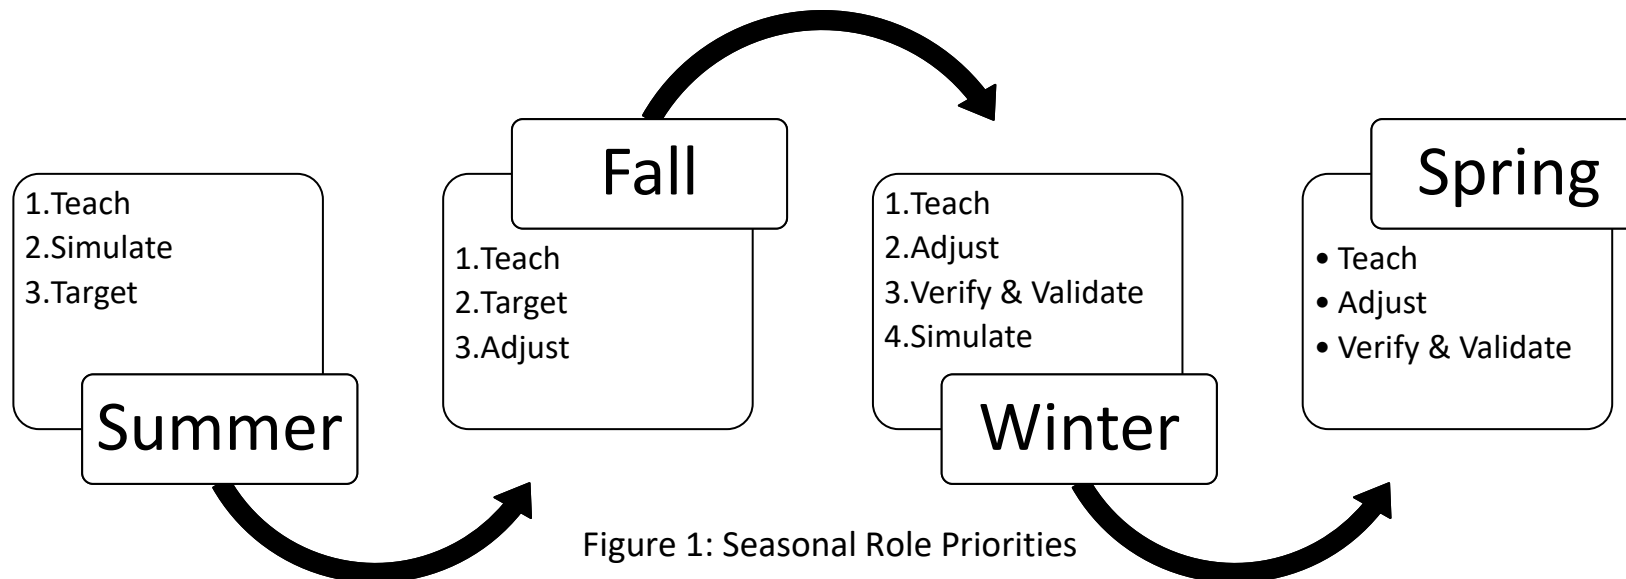 1.Teach
2.Simulate
3.Target
Summer
Fall
1.Teach
2.Target
3.Adjust
1.Teach
2.Adjust
3.Verify & Validate
4.Simulate
Winter
Spring
• Teach
• Adjust
• Verify & Validate
Figure 1: Seasonal Role Priorities